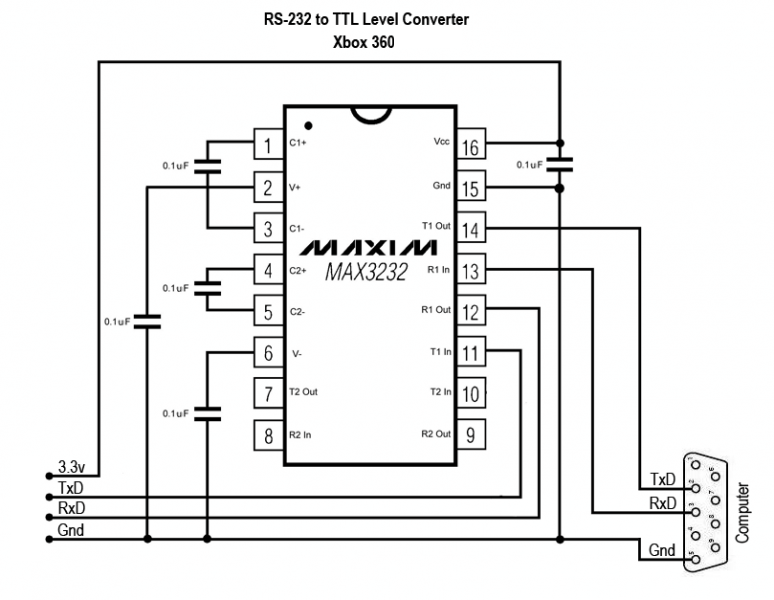 RS-232 to TTL Level Converter
Xbox 360
1 C1+
Vcc 16
0.1uF
0.1uF
2 V+
Gnd 15
3 C1-
T1 Out 14
MAXIM
MAX3232
4 C2+
R1 In 13
0.1uF
5 C2-
R1 Out 12
0.1uF
6 V-
T1 In 11
7 T2 Out
T2 In 10
0.1uF
8 R2 In
R2 Out 9
3.3v
TxD
RxD
Gnd
TxD
RxD
Gnd
1
6
2
7
3
8
4
9
5
Computer